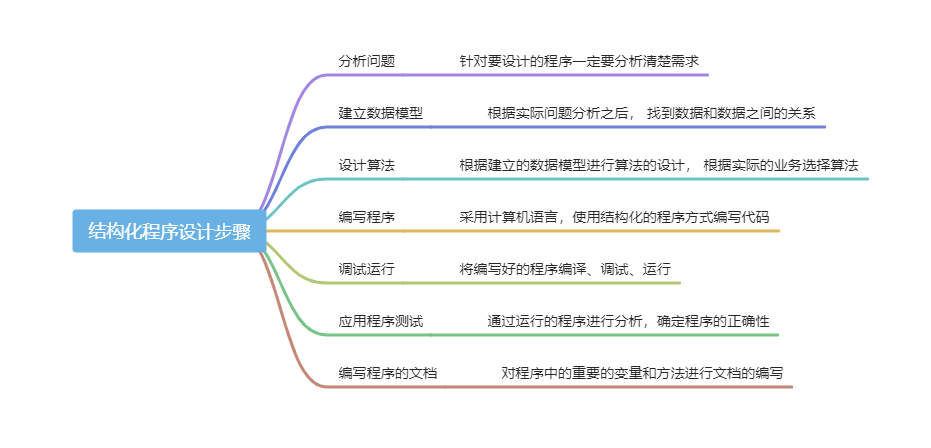 分析问题 针对要设计的程序一定要分析清楚需求
建立数据模型 根据实际问题分析之后， 找到数据和数据之间的关系
设计算法 根据建立的数据模型进行算法的设计， 根据实际的业务选择算法
结构化程序设计步骤
编写程序 采用计算机语言，使用结构化的程序方式编写代码
调试运行 将编写好的程序编译、调试、运行
应用程序测试 通过运行的程序进行分析，确定程序的正确性
编写程序的文档 对程序中的重要的变量和方法进行文档的编写